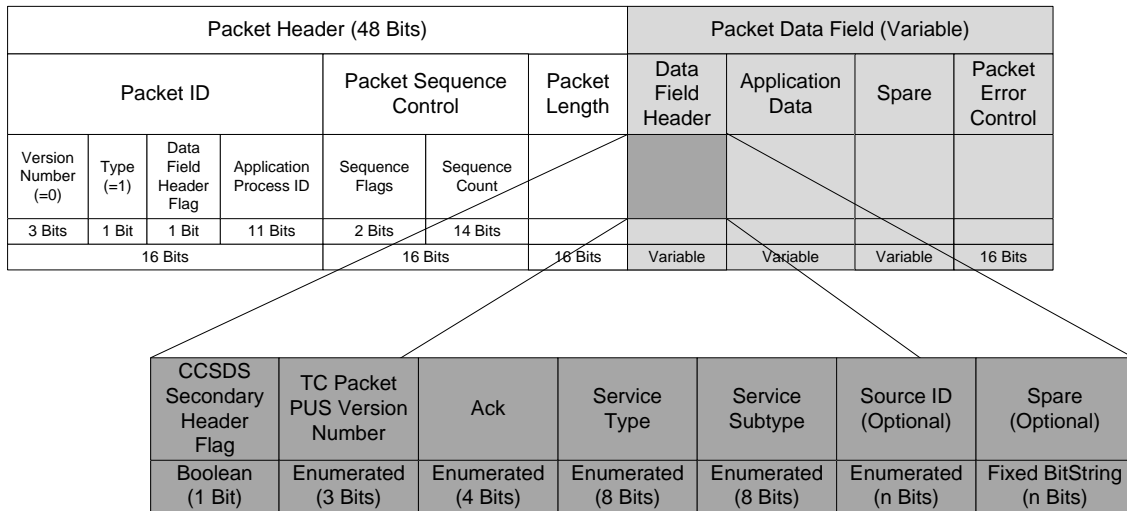 Packet Header (48 Bits)
Packet Data Field (Variable)
Packet ID
Packet Sequence
Control
Packet
Length
Data
Field
Header
Application
Data
Spare
Packet
Error
Control
Version
Number
(=0)
Type
(=1)
Data
Field
Header
Flag
Application
Process ID
Sequence
Flags
Sequence
Count
3 Bits
1 Bit
1 Bit
11 Bits
2 Bits
14 Bits
16 Bits
16 Bits
16 Bits
Variable
Variable
Variable
16 Bits
CCSDS
Secondary
Header
Flag
TC Packet
PUS Version
Number
Ack
Service
Type
Service
Subtype
Source ID
(Optional)
Spare
(Optional)
Boolean
(1 Bit)
Enumerated
(3 Bits)
Enumerated
(4 Bits)
Enumerated
(8 Bits)
Enumerated
(8 Bits)
Enumerated
(n Bits)
Fixed BitString
(n Bits)